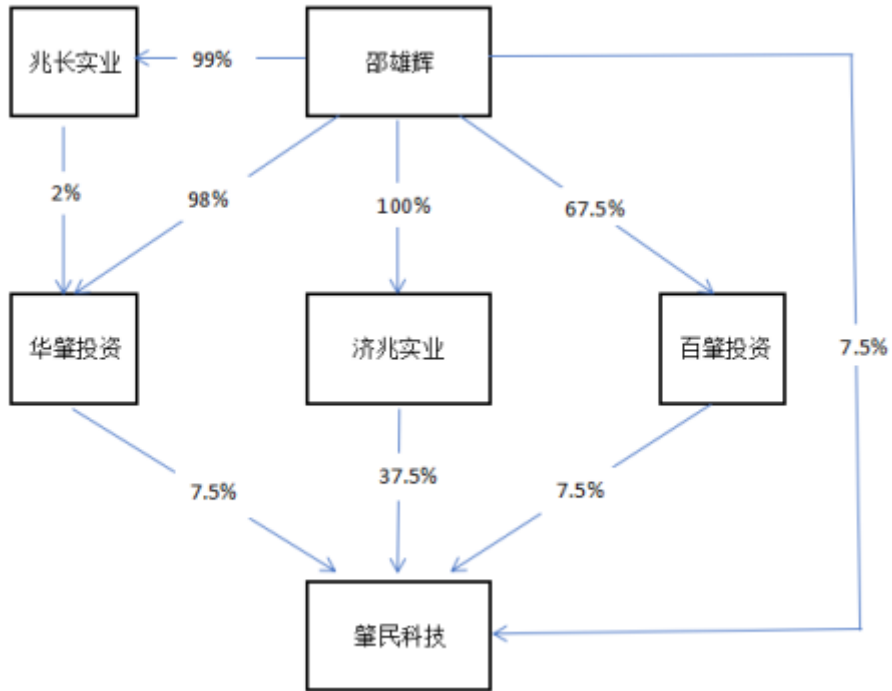 兆长实业
99%
邵雄辉
2%
98%
100%
67.5%
华肇投资
济兆实业
百肇投资
7.5%
7.5%
37.5%
7.5%
肇民科技